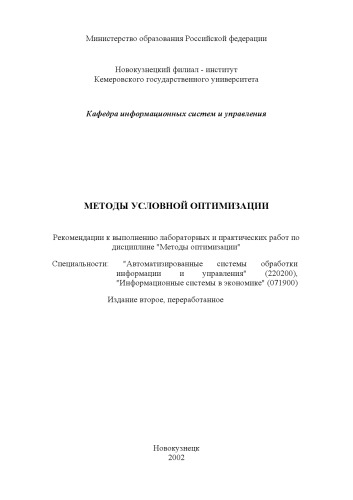 Министерство образования Российской федерации
Новокузнецкий филиал - институт
Кемеровского государственного университета
Кафедра информационных систем и управления
МЕТОДЫ УСЛОВНОЙ ОПТИМИЗАЦИИ
Рекомендации к выполнению лабораторных и практических работ по
дисциплине "Методы оптимизации"
Специальности: "Автоматизированные системы обработки
информации и управления" (220200),
"Информационные системы в экономике" (071900)
Издание второе, переработанное
Новокузнецк
2002